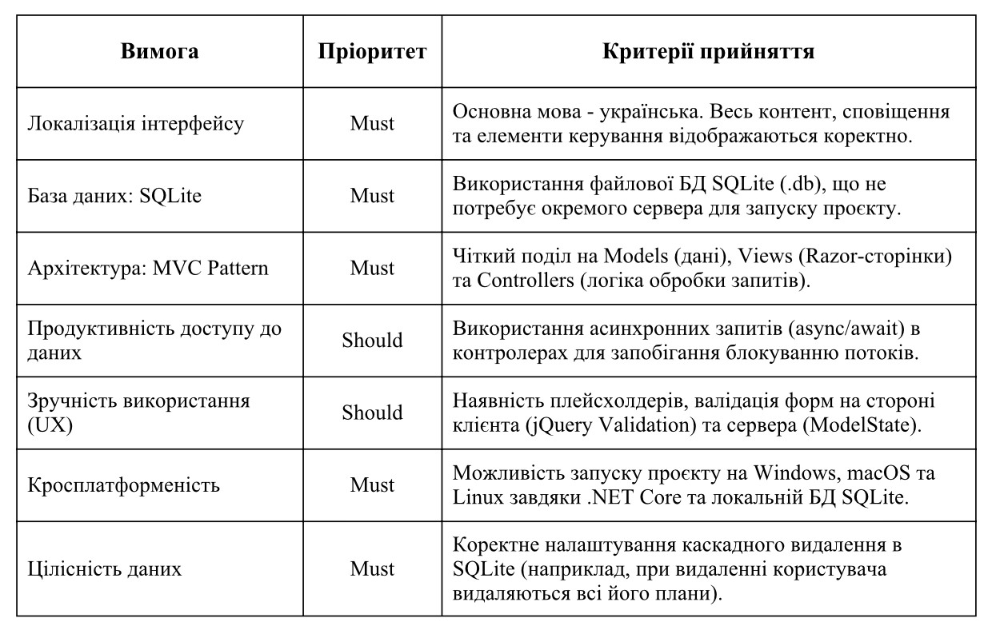 Вимога
Пріоритет
Критерії прийняття
Локалізація інтерфейсу
Must
Основна мова - українська. Весь контент, сповіщення
та елементи керування відображаються коректно.
База даних: SQLite
Must
Використання файлової БД SQLite (.db), що не
потребує окремого сервера для запуску проєкту.
Архітектура: MVC Pattern
Must
Чіткий поділ на Models (дані), Views (Razor-сторінки)
та Controllers (логіка обробки запитів).
Продуктивність доступу до
даних
Should
Використання асинхронних запитів (async/await) в
контролерах для запобігання блокуванню потоків.
Зручність використання
(UX)
Should
Наявність плейсхолдерів, валідація форм на стороні
клієнта (jQuery Validation) та сервера (ModelState).
Кросплатформеність
Must
Можливість запуску проєкту на Windows, macOS та
Linux завдяки .NET Core та локальній БД SQLite.
Цілісність даних
Must
Коректне налаштування каскадного видалення в
SQLite (наприклад, при видаленні користувача
видаляються всі його плани).